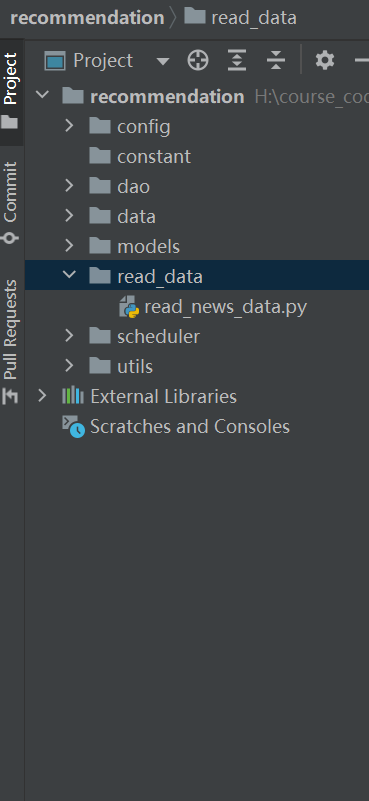 recommendation read_data
Project
Project
recommendation H:\course_co
config
constant
dao
data
models
read_data
read_news_data.py
scheduler
utils
External Libraries
Scratches and Consoles
Commit
Pull Requests